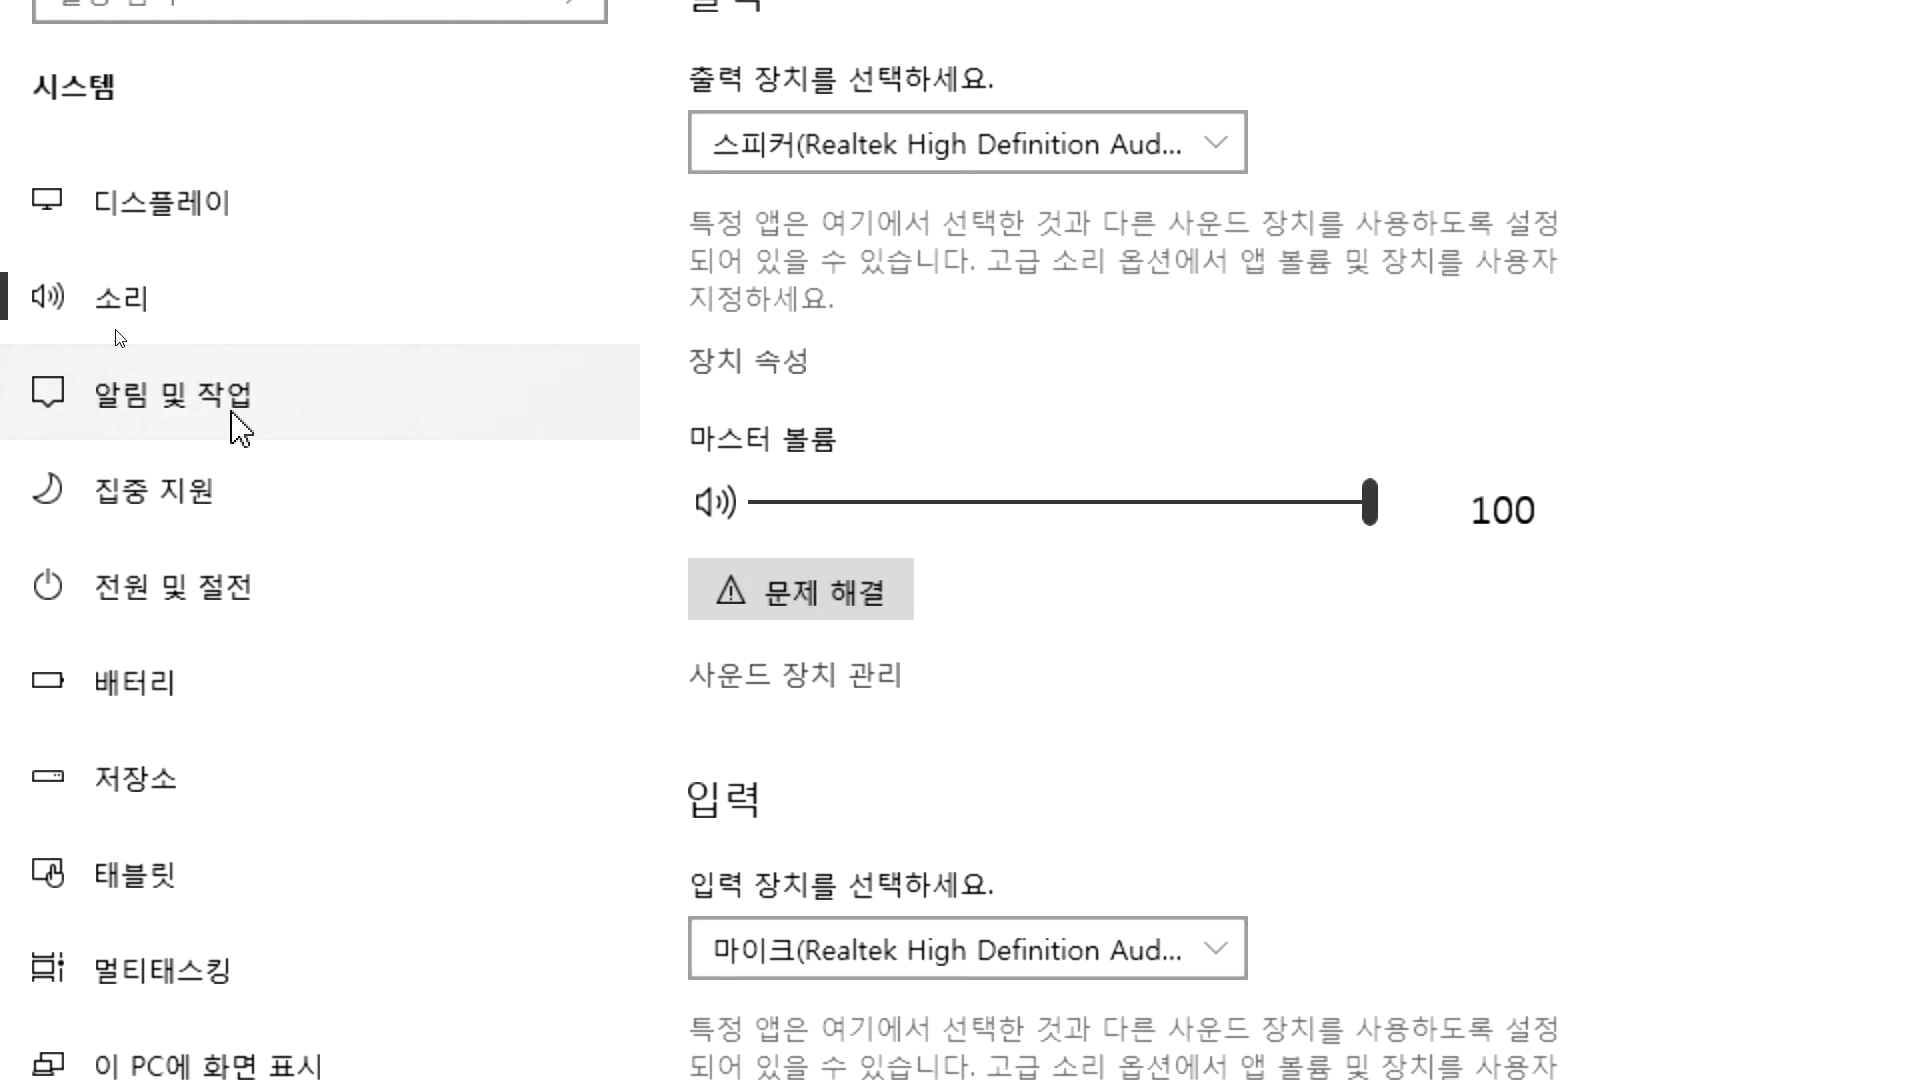 시스템
디스플레이
소리
알림 및 작업
집중 지원
전원 및 절전
배터리
저장소
태블릿
멀티태스킹
이 PC에 화면 표시
출력 장치를 선택하세요.
스피커(Realtek High Definition Aud...
특정 앱은 여기에서 선택한 것과 다른 사운드 장치를 사용하도록 설정
되어 있을 수 있습니다. 고급 소리 옵션에서 앱 볼륨 및 장치를 사용자
지정하세요.
장치 속성
마스터 볼륨
100
문제 해결
사운드 장치 관리
입력
입력 장치를 선택하세요.
마이크(Realtek High Definition Aud...
특정 앱은 여기에서 선택한 것과 다른 사운드 장치를 사용하도록 설정
되어 있을 수 있습니다. 고급 소리 옵션에서 앱 볼륨 및 장치를 사용자